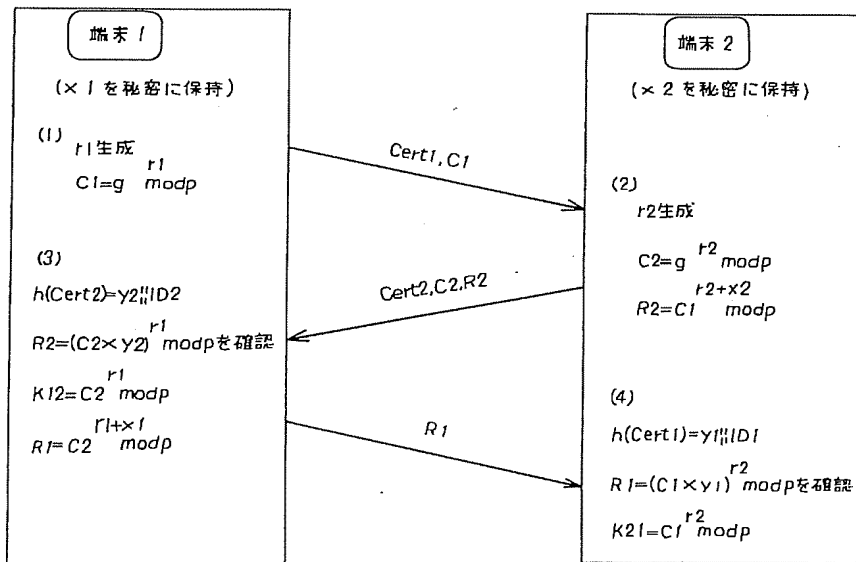 端末1
(x1を秘密に保持)
(1)
r1生成
C1=g^r1 modp
Cert1,C1
端末2
(x2を秘密に保持)
(2)
r2生成
C2=g^r2 modp
R2=C1^r2+x2 modp
Cert2,C2,R2
(3)
h(Cert2)=y2||ID2
R2=(C2×y2)^r1 modpを確認
K12=C2^r1 modp
R1=C2^r1+x1 modp
R1
(4)
h(Cert1)=y1||ID1
R1=(C1×y1)^r2 modpを確認
K21=C1^r2 modp